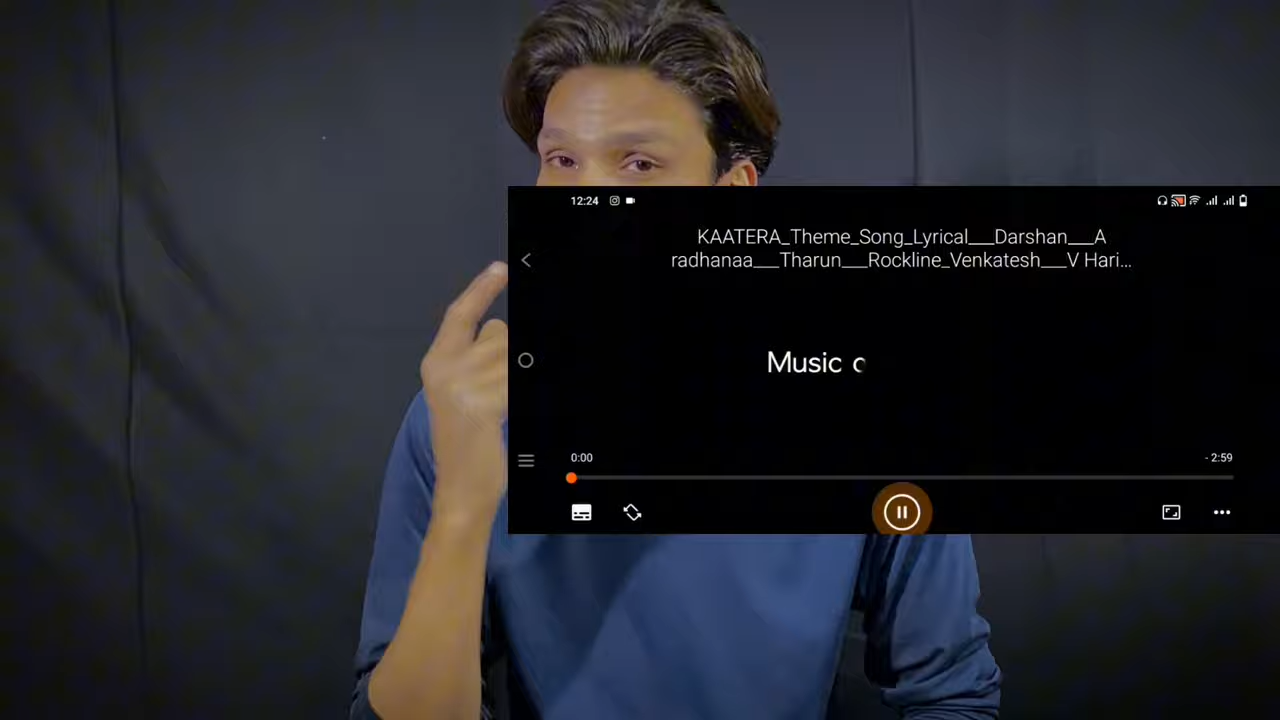 12:24
KAATERA_Theme_Song_Lyrical___Darshan___A
radhanaa___Tharun___Rockline_Venkatesh___V Hari...
Music
0:00
- 2:59